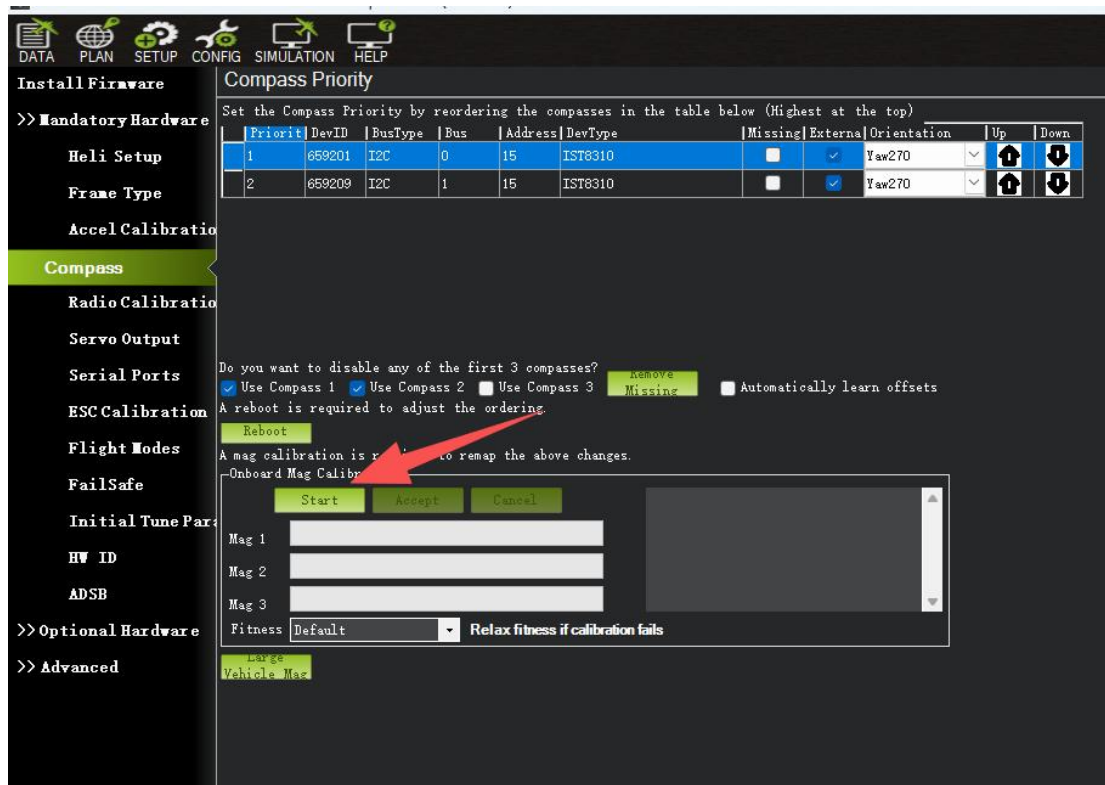 DATA PLAN SETUP CONFIG SIMULATION HELP
Install Firmware
>> Mandatory Hardware
Heli Setup
Frame Type
Accel Calibratio
Compass
Radio Calibratio
Servo Output
Serial Ports
ESC Calibration
Flight Modes
FailSafe
Initial Tune Para
HW ID
ADSB
>> Optional Hardware
>> Advanced
Compass Priority
Set the Compass Priority by reordering the compasses in the table below (Highest at the top)
Priorit DevID BusType Bus Address DevType Missing Externa Orientation Up Down
1 659201 I2C 0 15 IST8310 Yaw270
2 659209 I2C 1 15 IST8310 Yaw270
Do you want to disable any of the first 3 compasses?
Use Compass 1 Use Compass 2 Use Compass 3 Remove Missing Automatically learn offsets
A reboot is required to adjust the ordering.
Reboot
A mag calibration is to remap the above changes.
Onboard Mag Calibr
Start Accept Cancel
Mag 1
Mag 2
Mag 3
Fitness Default Relax fitness if calibration fails
Large
Vehicle Mag